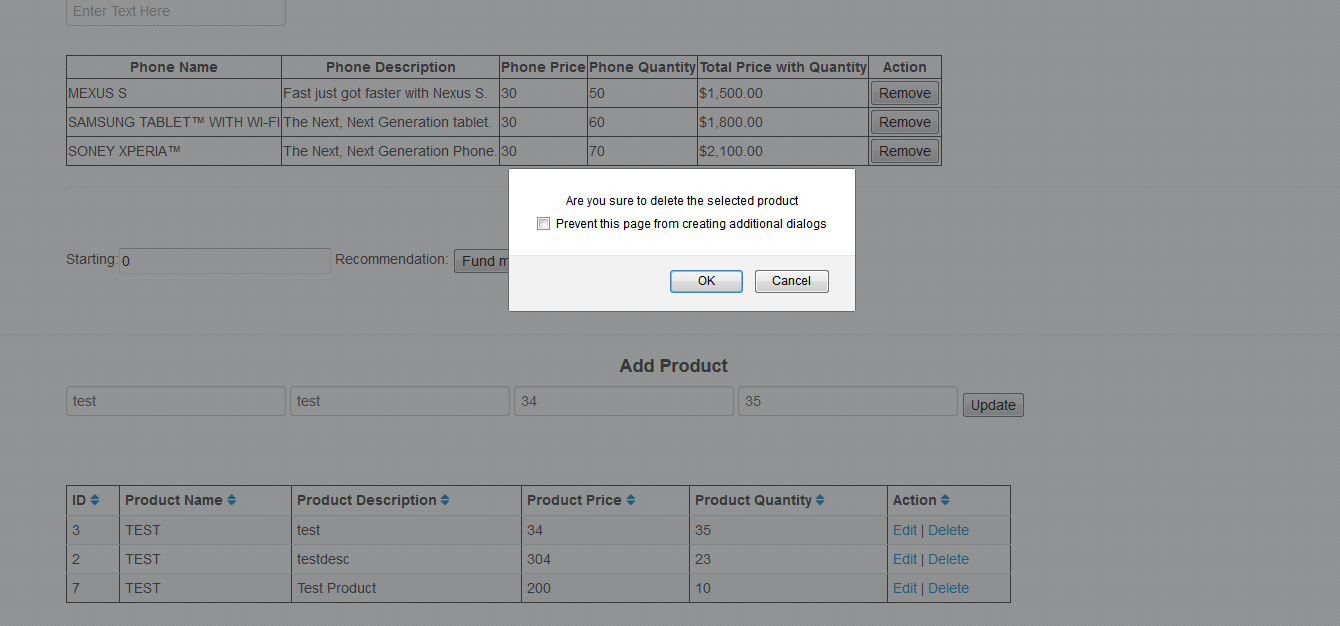 Enter Text Here
Phone Name Phone Description Phone Price Phone Quantity Total Price with Quantity Action
MEXUS S Fast just got faster with Nexus S. 30 50 $1,500.00 Remove
SAMSUNG TABLET™ WITH WI-FI The Next, Next Generation tablet. 30 60 $1,800.00 Remove
SONEY XPERIA™ The Next, Next Generation Phone. 30 70 $2,100.00 Remove
Are you sure to delete the selected product
Prevent this page from creating additional dialogs
OK Cancel
Starting: 0 Recommendation: Fund
Add Product
test test 34 35 Update
ID Product Name Product Description Product Price Product Quantity Action
3 TEST test 34 35 Edit | Delete
2 TEST testdesc 304 23 Edit | Delete
7 TEST Test Product 200 10 Edit | Delete